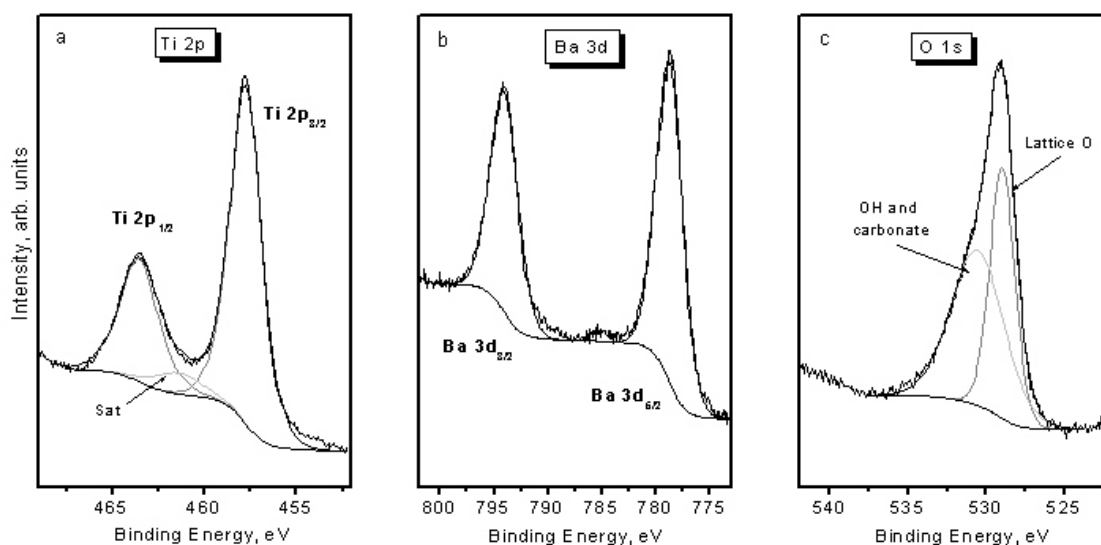 a
Ti 2p
Ti 2p3/2
Ti 2p1/2
Sat
Intensity, arb. units
465
460
455
Binding Energy, eV
b
Ba 3d
Ba 3d3/2
Ba 3d5/2
800
795
790
785
780
775
Binding Energy, eV
c
O 1s
Lattice O
OH and
carbonate
540
535
530
525
Binding Energy, eV